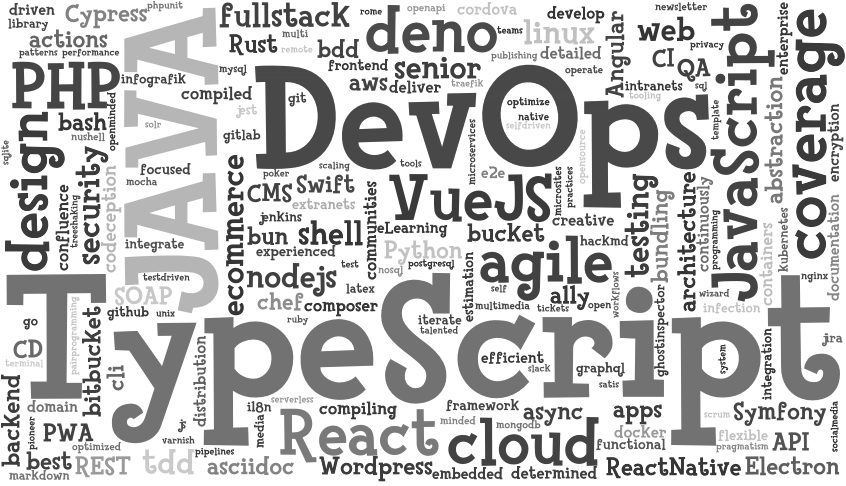 driven
library
Cypress
phpunit
fullstack
rome
openapi
cordova
develop
newsletter
actions
patterns
performance
Rust
multi
remote
bdd
deno
teams
linux
web
privacy
enterprise
PHP
infografik
mysql
frontend
senior
publishing
detailed
Angular
CI
QA
JavaScript
coverage
compiled
aws
deliver
traefik
operate
intranets
sql
tooling
bash
nushell
openminded
solr
JAVA
jest
gitlab
git
DevOps
optimize
native
selfdriven
opensource
template
abstraction
encryption
sqlite
design
confluence
treeshaking
security
codeception
focused
mocha
integrate
testdriven
ecommerce
poker
scaling
tools
microservices
e2e
microsites
practices
CMS
Swift
extranets
jenkins
communities
VueJS
creative
testing
bundling
architecture
continuously
programming
containers
kubernetes
documentation
bun
shell
eLearning
bucket
hackmd
experienced
Python
nosql
postgresql
test
agile
estimation
workflows
nodejs
latex
self
ally
open
wizard
nginx
SOAP
chef
composer
multimedia
tickets
infection
ghostinspector
TypeScript
go
pairprogramming
github
unix
ruby
iterate
talented
jira
CD
terminal
bitbucket
cli
efficient
slack
graphql
satis
system
integration
distribution
backend
domain
i18n
serverless
compiling
framework
async
apps
scrum
Symfony
socialmedia
pioneer
PWA
optimized
js
varnish
media
React
minded
mongodb
docker
functional
flexible
pragmatism
API
best
markdown
REST
tdd
pipelines
asciidoc
Wordpress
cloud
embedded
determined
ReactNative
Electron